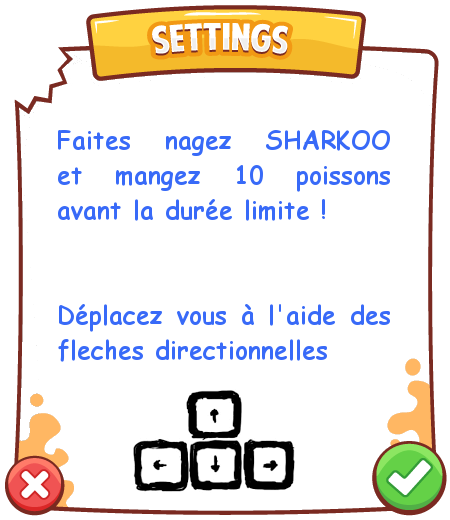 SETTINGS
Faites nagez SHARKOO
et mangez 10 poissons
avant la durée limite !
Déplacez vous à l'aide des
fleches directionnelles